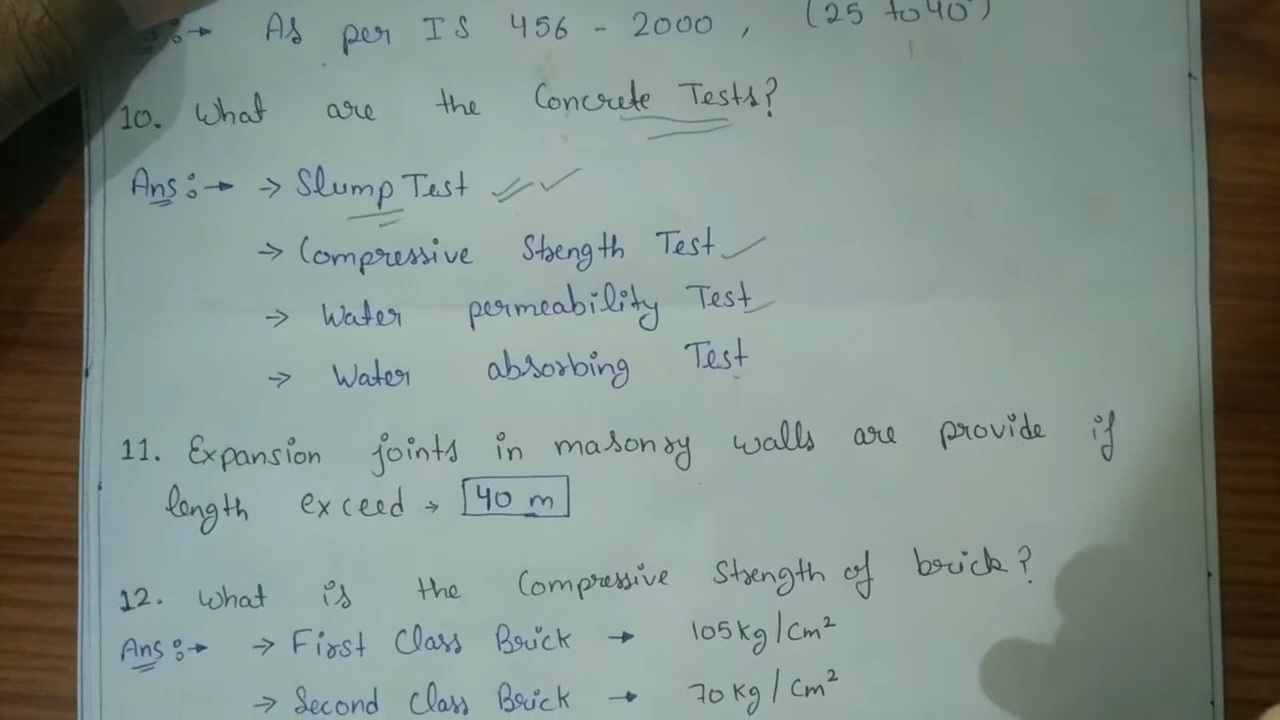 As per IS 456 - 2000, (25 to 40)
10. What are the Concrete Tests?
Ans:→ → Slump Test
→ Compressive Strength Test
→ Water permeability Test
→ Water absorbing Test
11. Expansion joints in masonry walls are provide if
length exceed → 40 m
12. What is the Compressive Strength of brick?
Ans:→ → First Class Brick → 105 kg/cm²
→ Second Class Brick → 70 kg/cm²